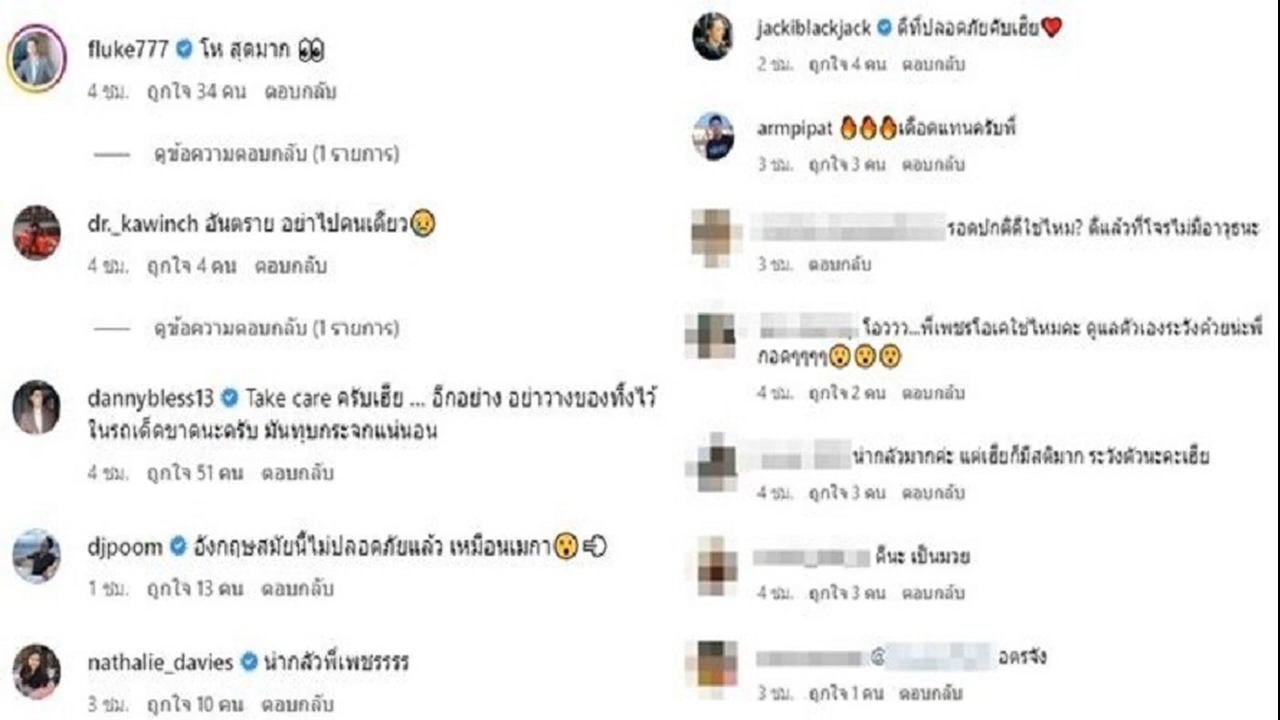 fluke777 โห สุดมาก 👀
4 ชม. ถูกใจ 34 คน ตอบกลับ
ดูข้อความตอบกลับ (1 รายการ)
dr._kawinch อันตราย อย่าไปคนเดียว😢
4 ชม. ถูกใจ 4 คน ตอบกลับ
ดูข้อความตอบกลับ (1 รายการ)
dannybless13 Take care ครับเฮีย ... อีกอย่าง อย่าวางของทิ้งไว้
ในรถเด็ดขาดนะครับ มันทุบกระจกแน่นอน
4 ชม. ถูกใจ 51 คน ตอบกลับ
djpoom อังกฤษสมัยนี้ไม่ปลอดภัยแล้ว เหมือนเมกา😮💨
1 ชม. ถูกใจ 13 คน ตอบกลับ
nathalie_davies น่ากลัวพี่เพชรรรร
3 ชม. ถูกใจ 10 คน ตอบกลับ
jackiblackjack ดีที่ปลอดภัยคับเฮีย❤️
2 ชม. ถูกใจ 4 คน ตอบกลับ
armpipat 🔥🔥🔥เดือดแทนครับพี่
3 ชม. ถูกใจ 3 คน ตอบกลับ
รอดปกติดีใช่ไหม? ดีแล้วที่โจรไม่มีอาวุธนะ
3 ชม. ตอบกลับ
โอววว...พี่เพชรโอเคใช่ไหมคะ ดูแลตัวเองระวังด้วยน่ะพี่
กอดๆๆๆๆ😮😮😮
4 ชม. ถูกใจ 2 คน ตอบกลับ
น่ากลัวมากค่ะ แต่เฮียก็มีสติมาก ระวังตัวนะคะเฮีย
4 ชม. ถูกใจ 3 คน ตอบกลับ
ดีนะ เป็นมวย
4 ชม. ถูกใจ 3 คน ตอบกลับ
@ อตรจัง
3 ชม. ถูกใจ 1 คน ตอบกลับ